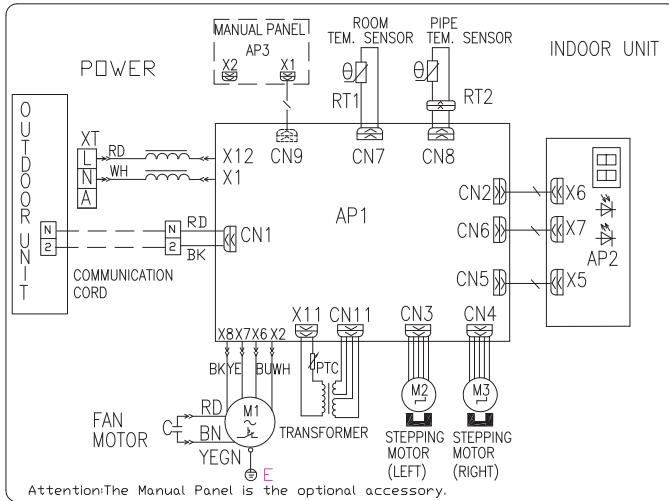 MANUAL PANEL
AP3
X2 X1
ROOM
TEM. SENSOR
PIPE
TEM. SENSOR
INDOOR UNIT
POWER
θ
RT1
θ
RT2
OUTDOOR UNIT
XT
L
N
A
RD
WH
X12
X1
CN9
CN7
CN8
AP1
CN2
X6
CN6
X7
CN5
X5
AP2
N
2
N
2
RD
BK
CN1
COMMUNICATION
CORD
X11
CN11
CN3
CN4
X8 X7 X6 X2
BK YE BU WH
PTC
TRANSFORMER
M1
~
M2
M3
FAN
MOTOR
C
RD
BN
YEGN
E
STEPPING
MOTOR
(LEFT)
STEPPING
MOTOR
(RIGHT)
Attention:The Manual Panel is the optional accessory.